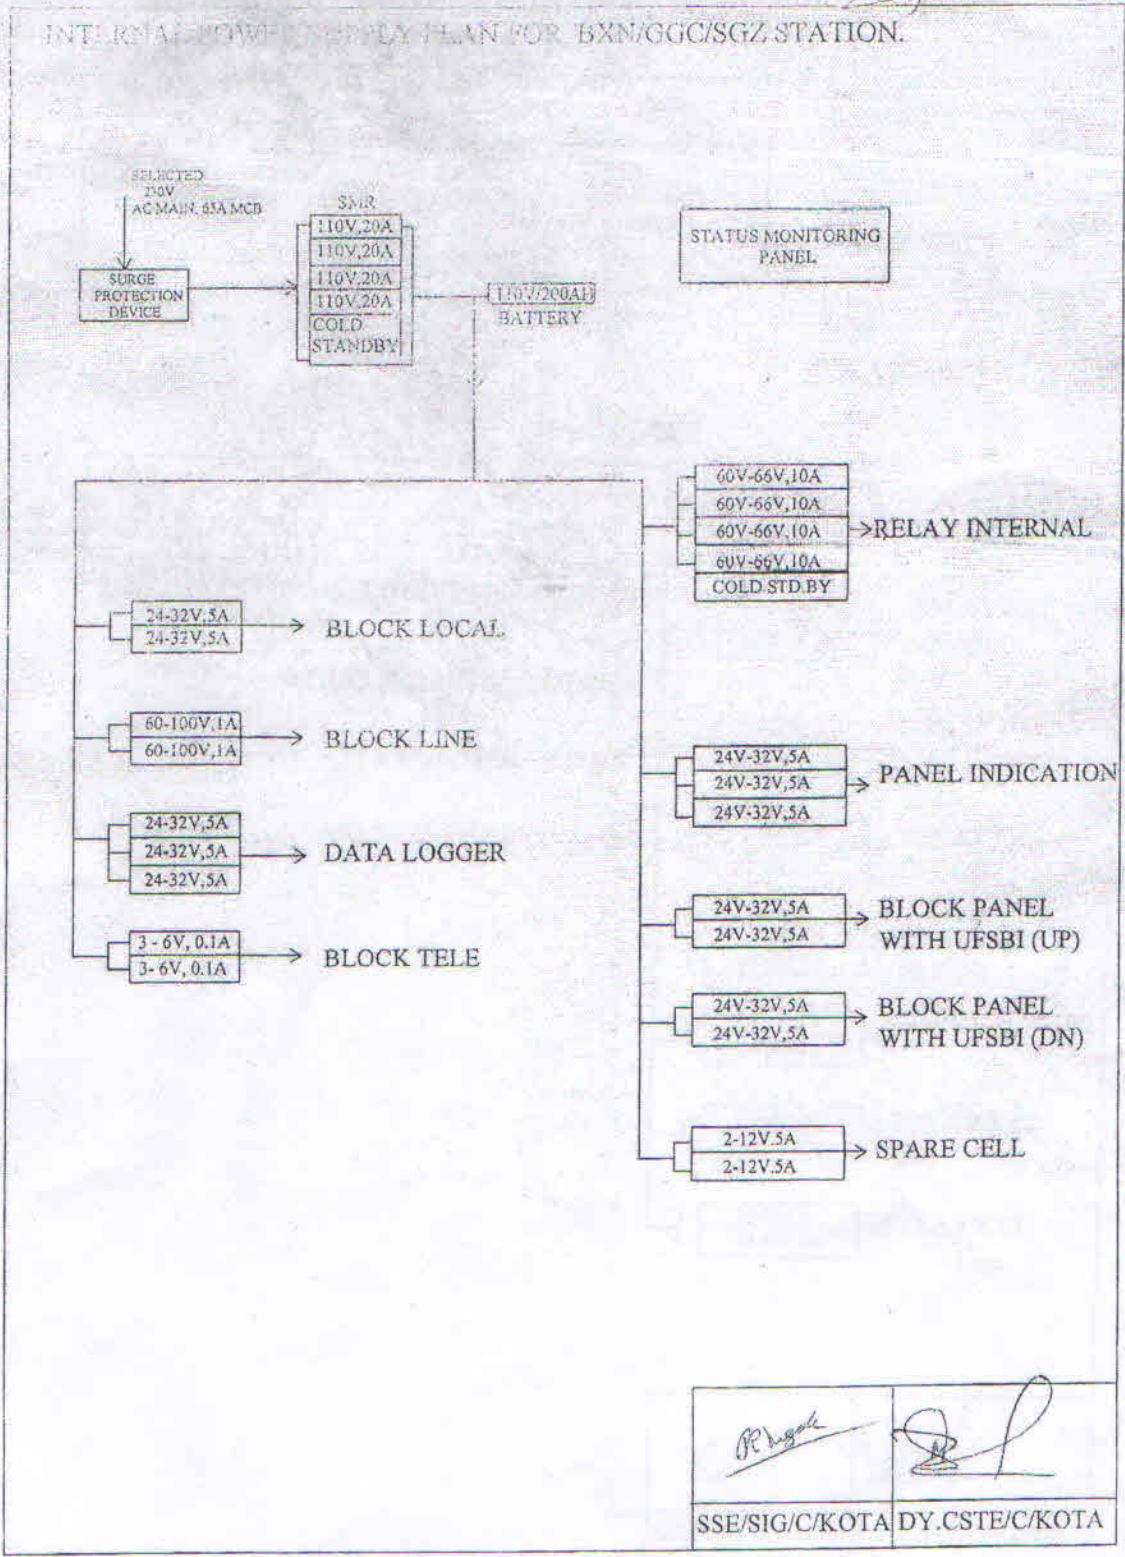 INTERNAL POWER SUPPLY PLAN FOR BXN/GGC/SGZ STATION.
SELECTED
230V
AC MAIN, 63A MCB
SURGE
PROTECTION
DEVICE
SMR
110V,20A
110V,20A
110V,20A
110V,20A
COLD
STANDBY
110V/200AH
BATTERY
STATUS MONITORING
PANEL
60V-66V,10A
60V-66V,10A
60V-66V,10A
60V-66V,10A
COLD STD.BY
RELAY INTERNAL
24-32V,5A
24-32V,5A
BLOCK LOCAL
60-100V,1A
60-100V,1A
BLOCK LINE
24-32V,5A
24-32V,5A
24-32V,5A
DATA LOGGER
3 - 6V, 0.1A
3- 6V, 0.1A
BLOCK TELE
24V-32V,5A
24V-32V,5A
24V-32V,5A
PANEL INDICATION
24V-32V,5A
24V-32V,5A
BLOCK PANEL
WITH UFSBI (UP)
24V-32V,5A
24V-32V,5A
BLOCK PANEL
WITH UFSBI (DN)
2-12V.5A
2-12V.5A
SPARE CELL
SSE/SIG/C/KOTA
DY.CSTE/C/KOTA